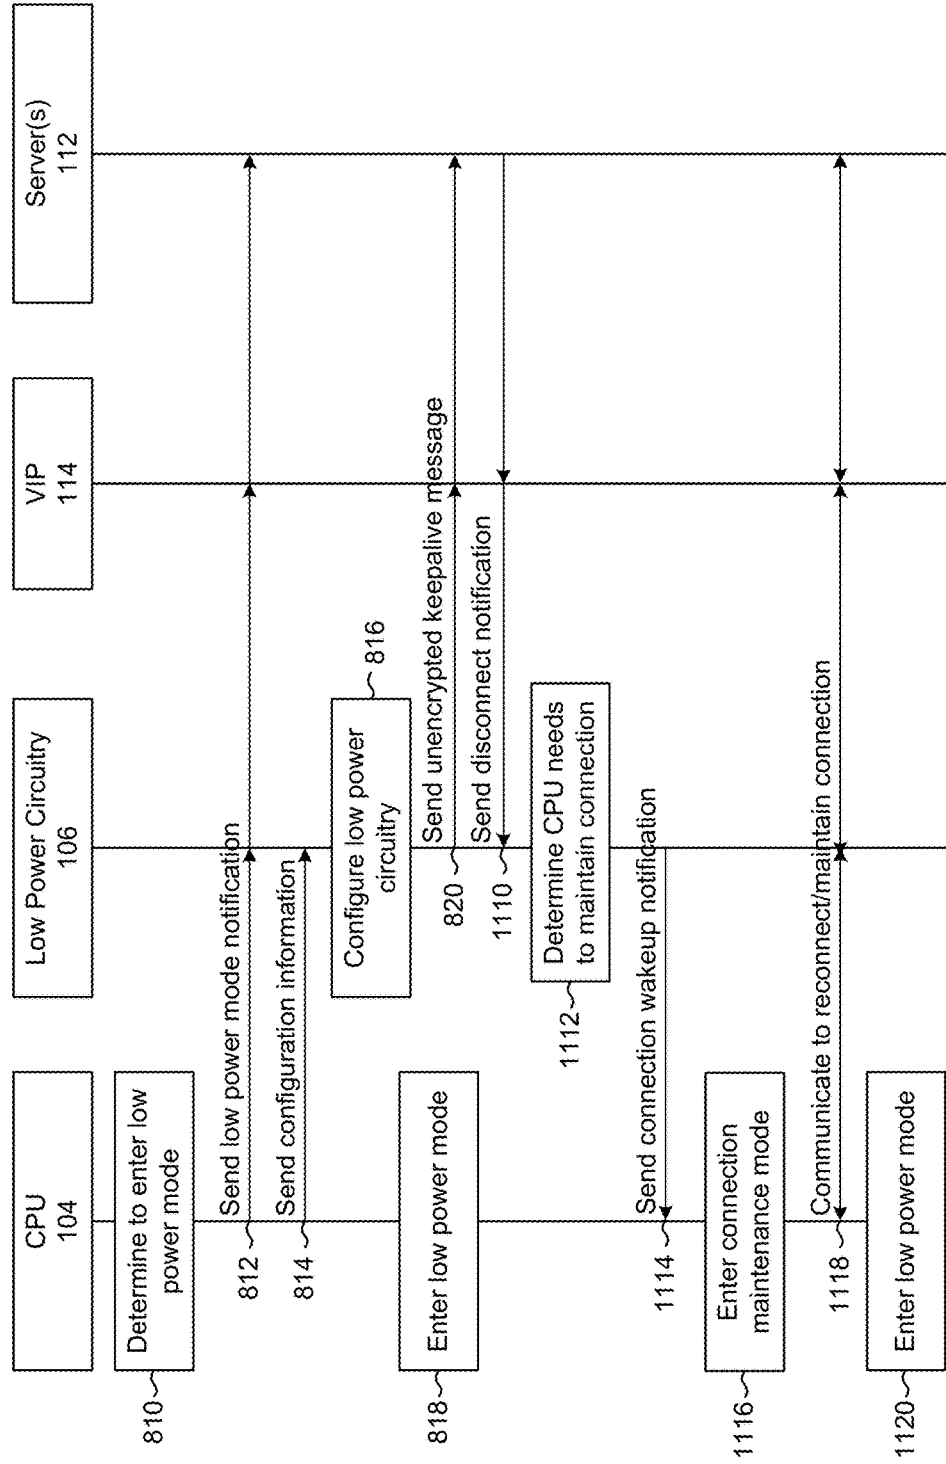 CPU
104
Low Power Circuitry
106
VIP
114
Server(s)
112
810
Determine to enter low
power mode
Send low power mode notification
812
Send configuration information
814
Configure low power
circuitry
816
818
Enter low power mode
Send unencrypted keepalive message
820
Send disconnect notification
1110
Determine CPU needs
to maintain connection
1112
Send connection wakeup notification
1114
1116
Enter connection
maintenance mode
Communicate to reconnect/maintain connection
1118
1120
Enter low power mode